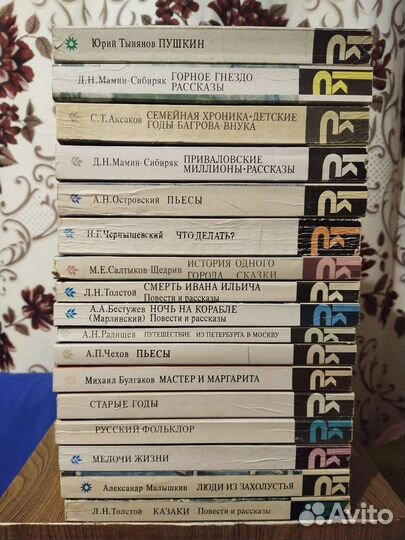 Юрий Тынянов ПУШКИН
Д.Н. Мамин-Сибиряк ГОРНОЕ ГНЕЗДО
РАССКАЗЫ
С.Т. Аксаков СЕМЕЙНАЯ ХРОНИКА • ДЕТСКИЕ
ГОДЫ БАГРОВА-ВНУКА
Д.Н. Мамин-Сибиряк ПРИВАЛОВСКИЕ
МИЛЛИОНЫ • РАССКАЗЫ
А.Н. Островский ПЬЕСЫ
Н.Г. Чернышевский ЧТО ДЕЛАТЬ?
М.Е. Салтыков-Щедрин ИСТОРИЯ ОДНОГО
ГОРОДА СКАЗКИ
Л.Н. Толстой СМЕРТЬ ИВАНА ИЛЬИЧА
Повести и рассказы
А.А. Бестужев НОЧЬ НА КОРАБЛЕ
(Марлинский) Повести и рассказы
А.Н. Радищев ПУТЕШЕСТВИЕ ИЗ ПЕТЕРБУРГА В МОСКВУ
А.П. Чехов ПЬЕСЫ
Михаил Булгаков МАСТЕР И МАРГАРИТА
СТАРЫЕ ГОДЫ
РУССКИЙ ФОЛЬКЛОР
МЕЛОЧИ ЖИЗНИ
Александр Малышкин ЛЮДИ ИЗ ЗАХОЛУСТЬЯ
Л.Н. Толстой КАЗАКИ Повести и рассказы
Avito